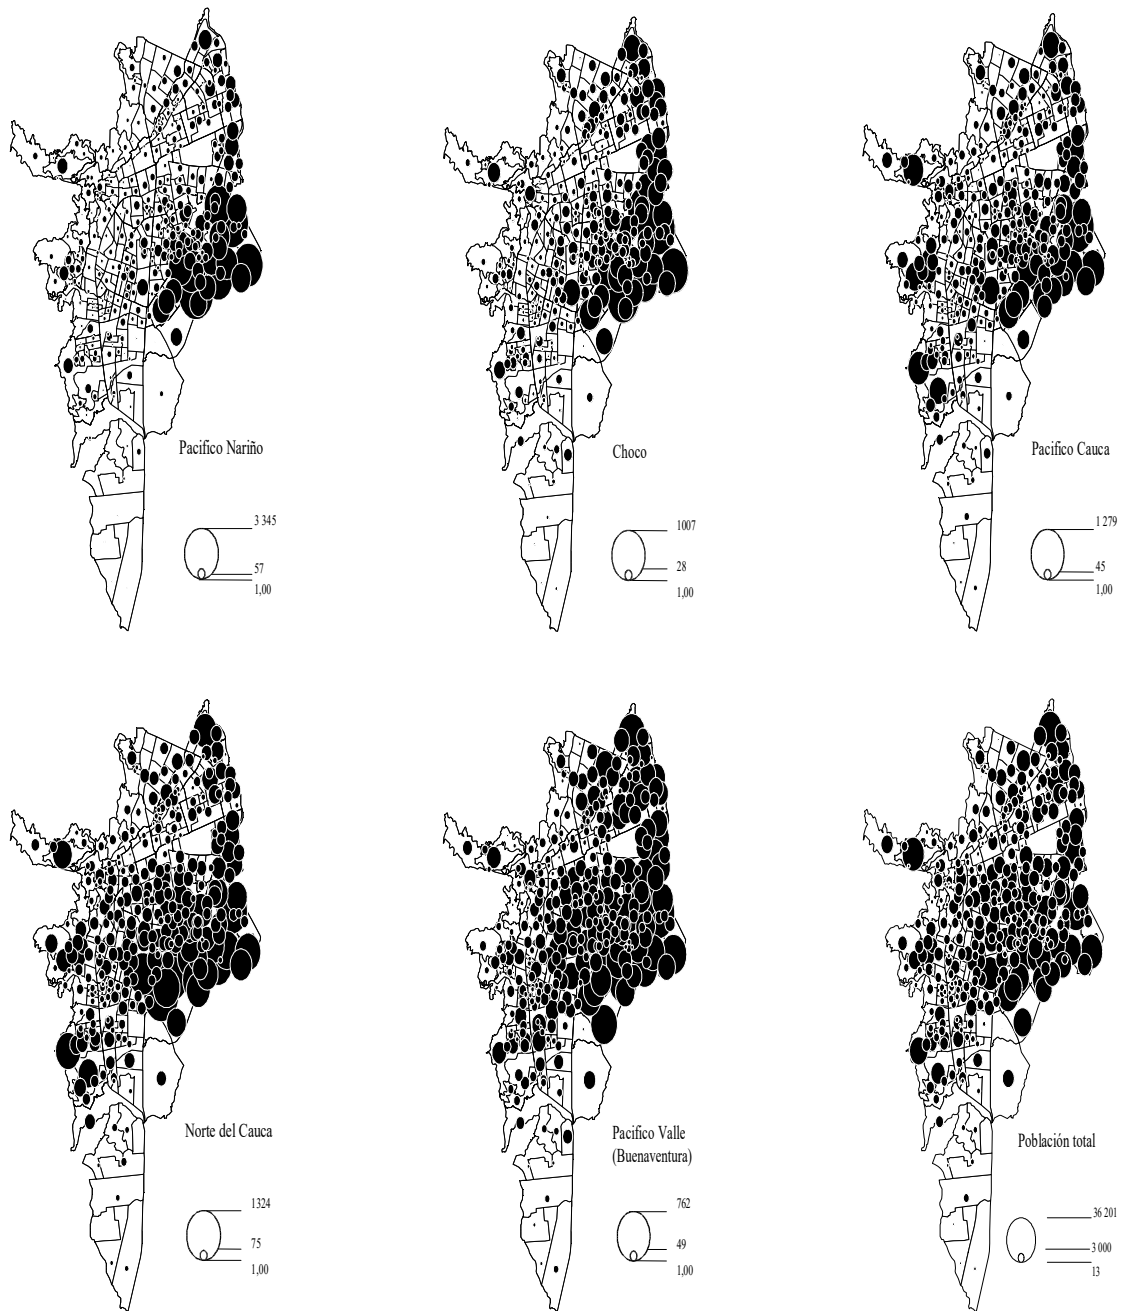 Pacifico Nariño
3 345
57
1,00
Choco
1007
28
1,00
Pacifico Cauca
1 279
45
1,00
Norte del Cauca
1324
75
1,00
Pacifico Valle
(Buenaventura)
762
49
1,00
Población total
36 201
3 000
13